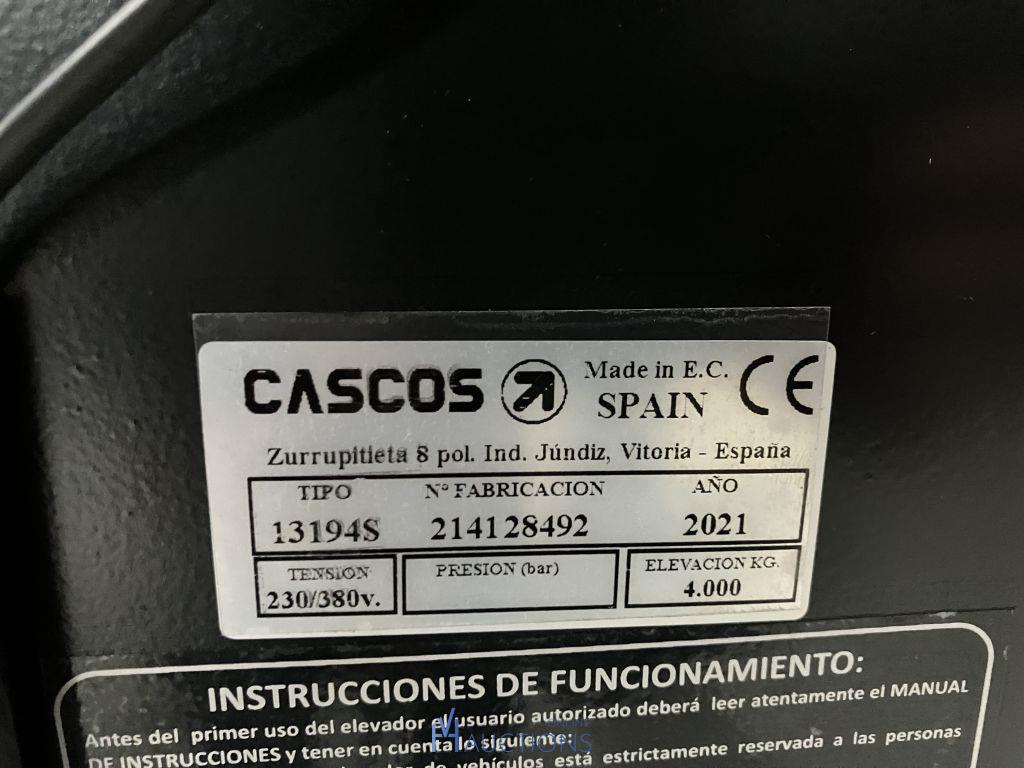 CASCOS
Made in E.C.
SPAIN
CE
Zurrupitieta 8 pol. Ind. Júndiz, Vitoria - España
TIPO Nº FABRICACION AÑO
13194S 214128492 2021
TENSION PRESION (bar) ELEVACION KG.
230/380v. 4.000
INSTRUCCIONES DE FUNCIONAMIENTO:
Antes del primer uso del elevador el usuario autorizado deberá leer atentamente el MANUAL
DE INSTRUCCIONES y tener en cuenta lo siguiente:
de vehículos está estrictamente reservada a las personas
AUCTIONS